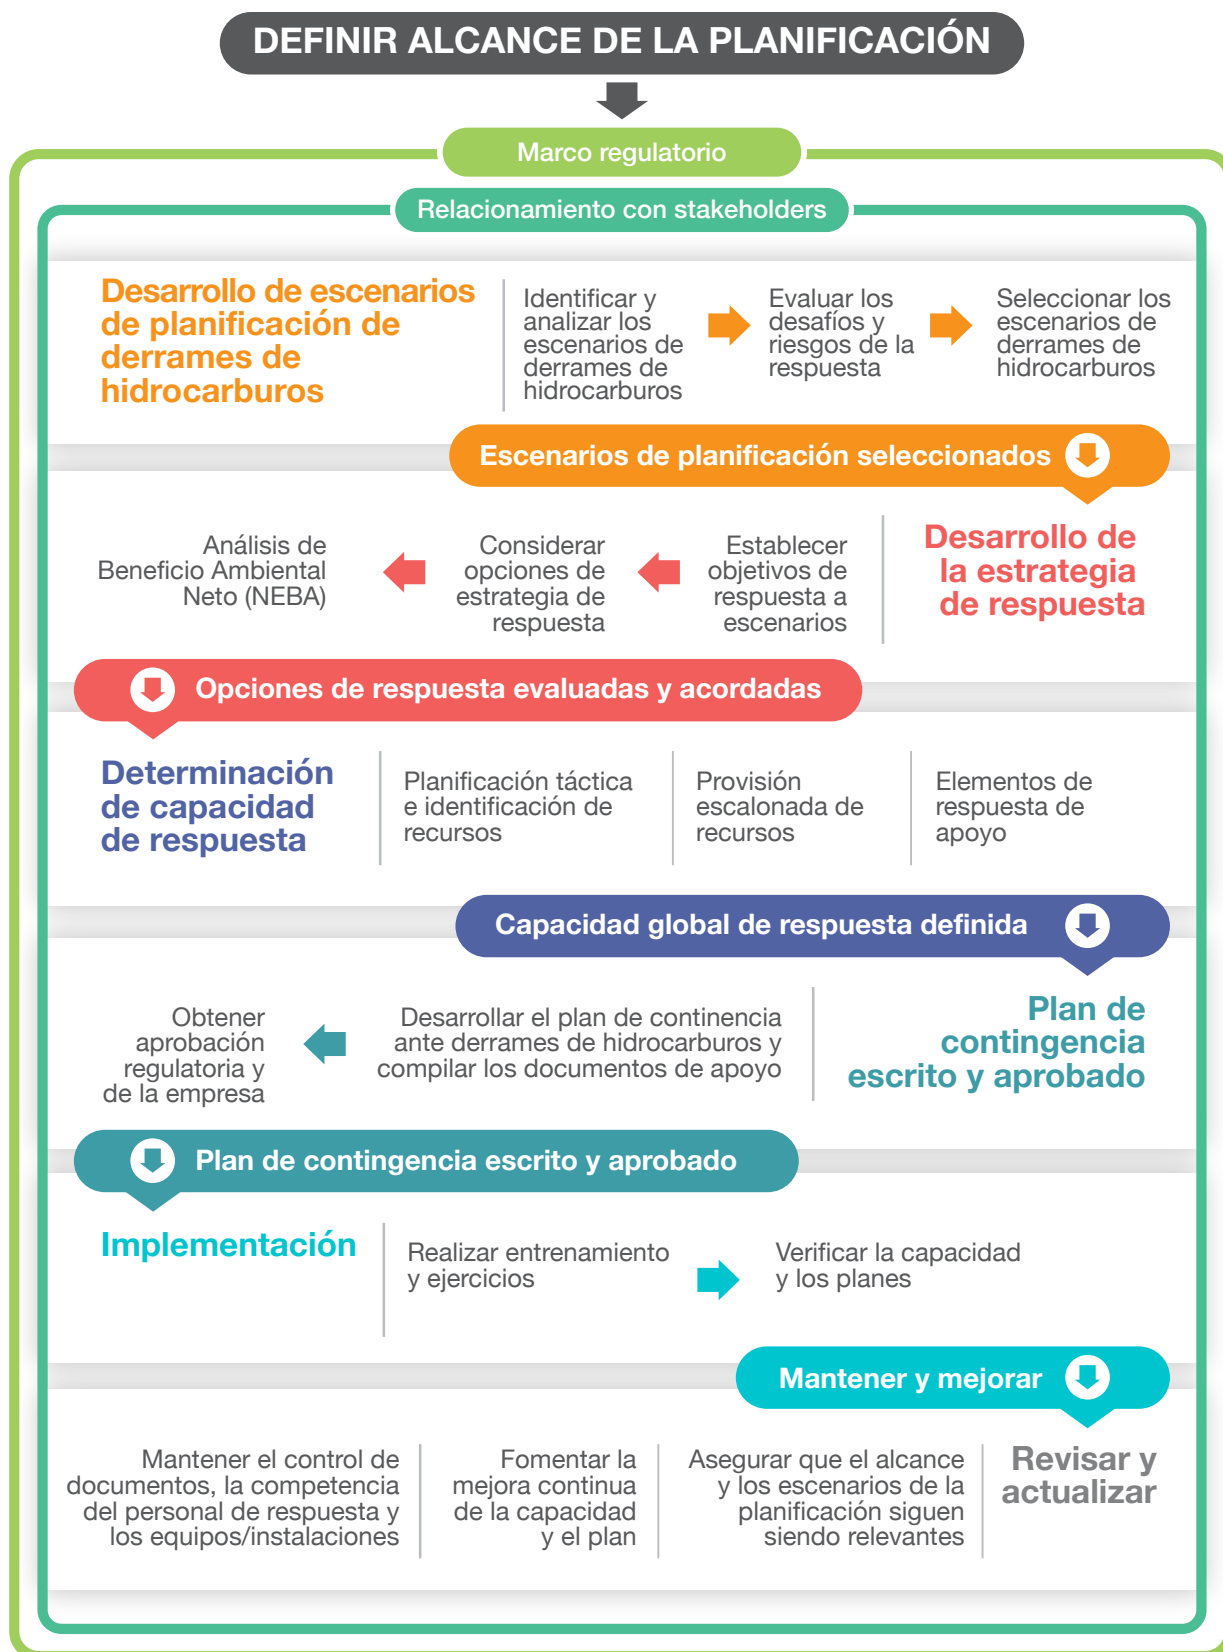 DEFINIR ALCANCE DE LA PLANIFICACIÓN
Marco regulatorio
Relacionamiento con stakeholders
Desarrollo de escenarios
de planificación de
derrames de
hidrocarburos
Identificar y
analizar los
escenarios de
derrames de
hidrocarburos
Evaluar los
desafíos y
riesgos de la
respuesta
Seleccionar los
escenarios de
derrames de
hidrocarburos
Escenarios de planificación seleccionados
Desarrollo de
la estrategia
de respuesta
Establecer
objetivos de
respuesta a
escenarios
Considerar
opciones de
estrategia de
respuesta
Análisis de
Beneficio Ambiental
Neto (NEBA)
Opciones de respuesta evaluadas y acordadas
Determinación
de capacidad
de respuesta
Planificación táctica
e identificación de
recursos
Provisión
escalonada de
recursos
Elementos de
respuesta de
apoyo
Capacidad global de respuesta definida
Plan de
contingencia
escrito y aprobado
Desarrollar el plan de continencia
ante derrames de hidrocarburos y
compilar los documentos de apoyo
Obtener
aprobación
regulatoria y
de la empresa
Plan de contingencia escrito y aprobado
Implementación
Realizar entrenamiento
y ejercicios
Verificar la capacidad
y los planes
Mantener y mejorar
Revisar y
actualizar
Asegurar que el alcance
y los escenarios de la
planificación siguen
siendo relevantes
Fomentar la
mejora continua
de la capacidad
y el plan
Mantener el control de
documentos, la competencia
del personal de respuesta y
los equipos/instalaciones